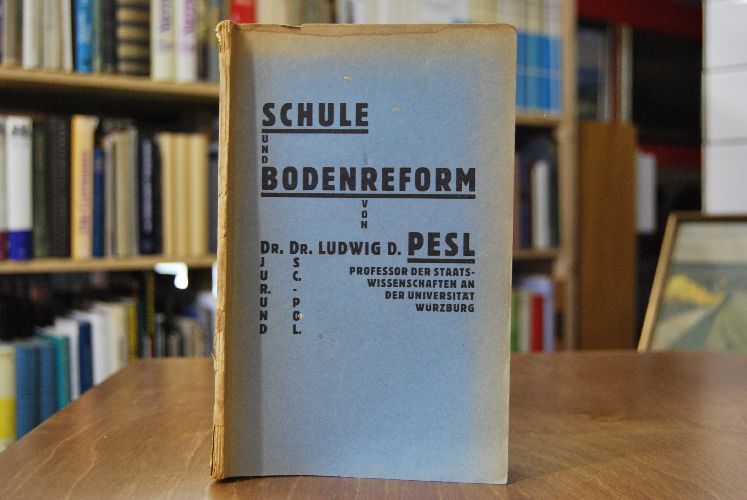 SCHULE
UND
BODENREFORM
VON
DR. DR. LUDWIG D. PESL
JUR. UND
SC. - POL.
PROFESSOR DER STAATS-
WISSENSCHAFTEN AN
DER UNIVERSITÄT
WÜRZBURG